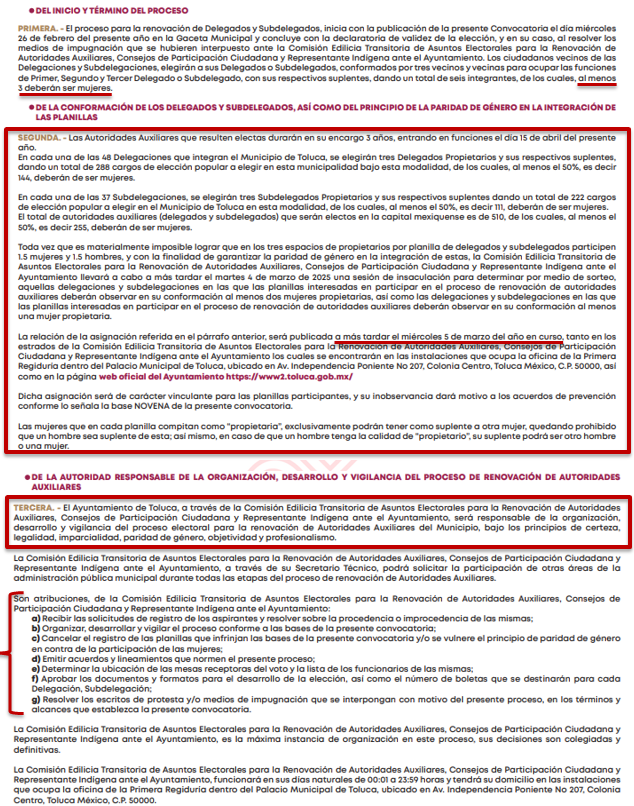 ● DEL INICIO Y TÉRMINO DEL PROCESO
PRIMERA. - El proceso para la renovación de Delegados y Subdelegados, inicia con la publicación de la presente Convocatoria el día miércoles
26 de febrero del presente año en la Gaceta Municipal y concluye con la declaratoria de validez de la elección, y en su caso, al resolver los
medios de impugnación que se hubieren interpuesto ante la Comisión Edilicia Transitoria de Asuntos Electorales para la Renovación de
Autoridades Auxiliares, Consejos de Participación Ciudadana y Representante Indígena ante el Ayuntamiento. Los ciudadanos vecinos de las
Delegaciones y Subdelegaciones, elegirán a sus Delegados o Subdelegados, conformados por tres vecinos y vecinas para ocupar las funciones
de Primer, Segundo y Tercer Delegado o Subdelegado, con sus respectivos suplentes, dando un total de seis integrantes, de los cuales, al menos
3 deberán ser mujeres.
● DE LA CONFORMACIÓN DE LOS DELEGADOS Y SUBDELEGADOS, ASÍ COMO DEL PRINCIPIO DE LA PARIDAD DE GÉNERO EN LA INTEGRACIÓN DE
LAS PLANILLAS
SEGUNDA. - Las Autoridades Auxiliares que resulten electas durarán en su encargo 3 años, entrando en funciones el día 15 de abril del presente
año.
En cada una de las 48 Delegaciones que integran el Municipio de Toluca, se elegirán tres Delegados Propietarios y sus respectivos suplentes,
dando un total de 288 cargos de elección popular a elegir en esta municipalidad bajo esta modalidad, de los cuales, al menos el 50%, es decir
144, deberán de ser mujeres.
En cada una de las 37 Subdelegaciones, se elegirán tres Subdelegados Propietarios y sus respectivos suplentes dando un total de 222 cargos
de elección popular a elegir en el Municipio de Toluca en esta modalidad, de los cuales, al menos el 50%, es decir 111, deberán de ser mujeres.
El total de autoridades auxiliares (delegados y subdelegados) que serán electos en la capital mexiquense es de 510, de los cuales, al menos el
50%, es decir 255, deberán de ser mujeres.
Toda vez que es materialmente imposible lograr que en los tres espacios de propietarios por planilla de delegados y subdelegados participen
1.5 mujeres y 1.5 hombres, y con la finalidad de garantizar la paridad de género en la integración de estas, la Comisión Edilicia Transitoria de
Asuntos Electorales para la Renovación de Autoridades Auxiliares, Consejos de Participación Ciudadana y Representante Indígena ante el
Ayuntamiento llevará a cabo a más tardar el martes 4 de marzo de 2025 una sesión de insaculación para determinar por medio de sorteo,
aquellas delegaciones y subdelegaciones en las que las planillas interesadas en participar en el proceso de renovación de autoridades
auxiliares deberán observar en su conformación al menos dos mujeres propietarias, así como las delegaciones y subdelegaciones en las que
las planillas interesadas en participar en el proceso de renovación de autoridades auxiliares deberán observar en su conformación al menos
una mujer propietaria.
La relación de la asignación referida en el párrafo anterior, será publicada a más tardar el miércoles 5 de marzo del año en curso, tanto en los
estrados de la Comisión Edilicia Transitoria de Asuntos Electorales para la Renovación de Autoridades Auxiliares, Consejos de Participación
Ciudadana y Representante Indígena ante el Ayuntamiento los cuales se encontrarán en las instalaciones que ocupa la oficina de la Primera
Regiduría dentro del Palacio Municipal de Toluca, ubicado en Av. Independencia Poniente No 207, Colonia Centro, Toluca México, C.P. 50000, así
como en la página web oficial del Ayuntamiento https://www2.toluca.gob.mx/
Dicha asignación será de carácter vinculante para las planillas participantes, y su inobservancia dará motivo a los acuerdos de prevención
conforme lo señala la base NOVENA de la presente convocatoria.
Las mujeres que en cada planilla compitan como "propietaria", exclusivamente podrán tener como suplente a otra mujer, quedando prohibido
que un hombre sea suplente de esta; así mismo, en caso de que un hombre tenga la calidad de "propietario", su suplente podrá ser otro hombre
o una mujer.
● DE LA AUTORIDAD RESPONSABLE DE LA ORGANIZACIÓN, DESARROLLO Y VIGILANCIA DEL PROCESO DE RENOVACIÓN DE AUTORIDADES
AUXILIARES
TERCERA. - El Ayuntamiento de Toluca, a través de la Comisión Edilicia Transitoria de Asuntos Electorales para la Renovación de Autoridades
Auxiliares, Consejos de Participación Ciudadana y Representante Indígena ante el Ayuntamiento, será responsable de la organización,
desarrollo y vigilancia del proceso electoral para la renovación de Autoridades Auxiliares del Municipio, bajo los principios de certeza,
legalidad, imparcialidad, paridad de género, objetividad y profesionalismo.
La Comisión Edilicia Transitoria de Asuntos Electorales para la Renovación de Autoridades Auxiliares, Consejos de Participación Ciudadana y
Representante Indígena ante el Ayuntamiento, a través de su Secretario Técnico, podrá solicitar la participación de otras áreas de la
administración pública municipal durante todas las etapas del proceso de renovación de Autoridades Auxiliares.
Son atribuciones, de la Comisión Edilicia Transitoria de Asuntos Electorales para la Renovación de Autoridades Auxiliares, Consejos de
Participación Ciudadana y Representante Indígena ante el Ayuntamiento:
a) Recibir las solicitudes de registro de los aspirantes y resolver sobre la procedencia o improcedencia de las mismas;
b) Organizar, desarrollar y vigilar el proceso conforme a las bases de la presente convocatoria;
c) Cancelar el registro de las planillas que infrinjan las bases de la presente convocatoria y/o se vulnere el principio de paridad de género
en contra de la participación de las mujeres;
d) Emitir acuerdos y lineamientos que normen el presente proceso;
e) Determinar la ubicación de las mesas receptoras del voto y la lista de los funcionarios de las mismas;
f) Aprobar los documentos y formatos para el desarrollo de la elección, así como el número de boletas que se destinarán para cada
Delegación, Subdelegación;
g) Resolver los escritos de protesta y/o medios de impugnación que se interpongan con motivo del presente proceso, en los términos y
alcances que establezca la presente convocatoria.
La Comisión Edilicia Transitoria de Asuntos Electorales para la Renovación de Autoridades Auxiliares, Consejos de Participación Ciudadana y
Representante Indígena ante el Ayuntamiento, es la máxima instancia de organización en este proceso, sus decisiones son colegiadas y
definitivas.
La Comisión Edilicia Transitoria de Asuntos Electorales para la Renovación de Autoridades Auxiliares, Consejos de Participación Ciudadana y
Representante Indígena ante el Ayuntamiento, funcionará en sus días naturales de 00:01 a 23:59 horas y tendrá su domicilio en las instalaciones
que ocupa la oficina de la Primera Regiduría dentro del Palacio Municipal de Toluca, ubicado en Av. Independencia Poniente No 207, Colonia
Centro, Toluca México, C.P. 50000.